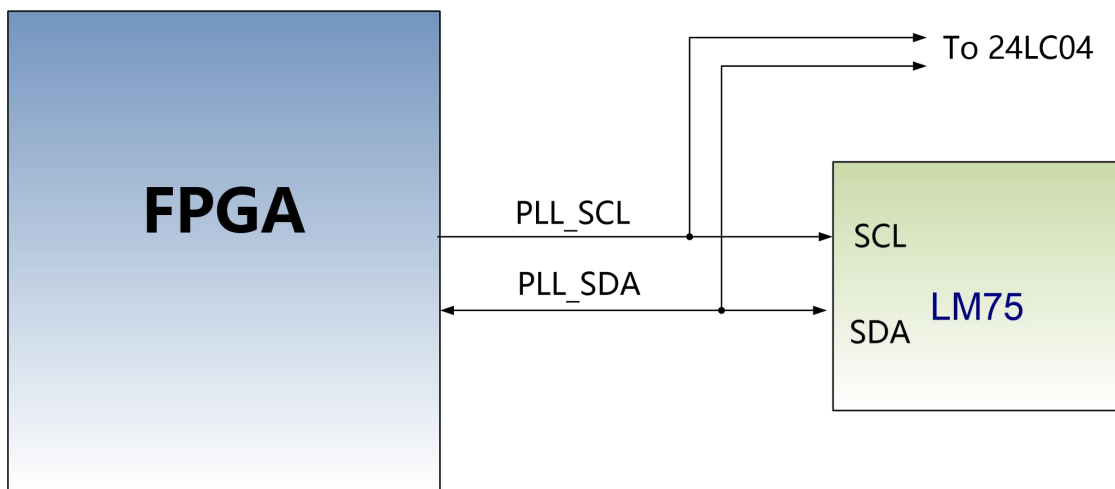 To 24LC04
FPGA
PLL_SCL
SCL
PLL_SDA
LM75
SDA